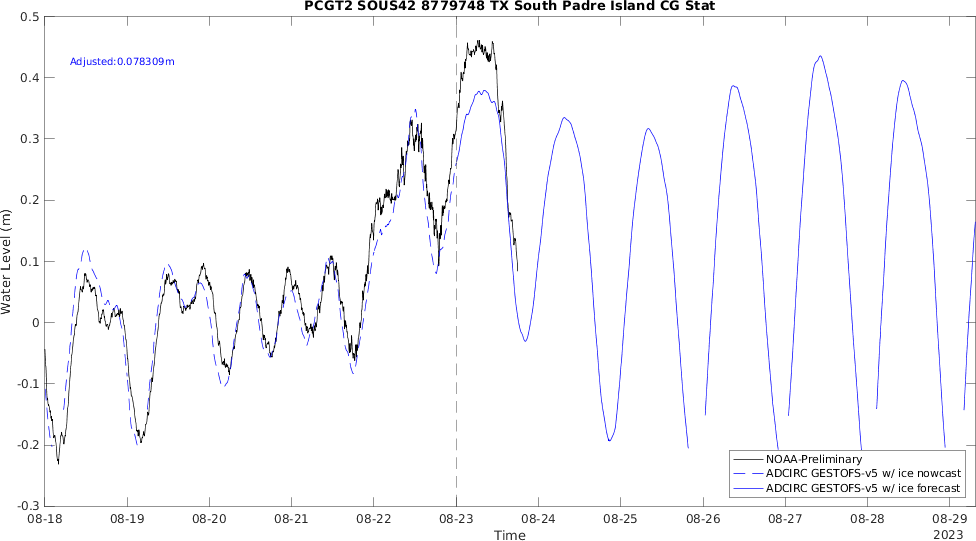 PCGT2 SOUS42 8779748 TX South Padre Island CG Stat
Adjusted:0.078309m
Water Level (m)
0.5
0.4
0.3
0.2
0.1
0
-0.1
-0.2
-0.3
NOAA-Preliminary
ADCIRC GESTOFS-v5 w/ ice nowcast
ADCIRC GESTOFS-v5 w/ ice forecast
08-18 08-19 08-20 08-21 08-22 08-23 08-24 08-25 08-26 08-27 08-28 08-29
2023
Time